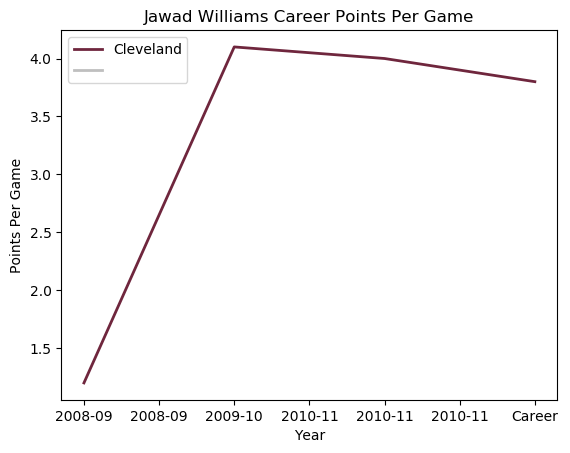 Jawad Williams Career Points Per Game
Cleveland
Points Per Game
4.0
3.5
3.0
2.5
2.0
1.5
2008-09 2008-09 2009-10 2010-11 2010-11 2010-11 Career
Year